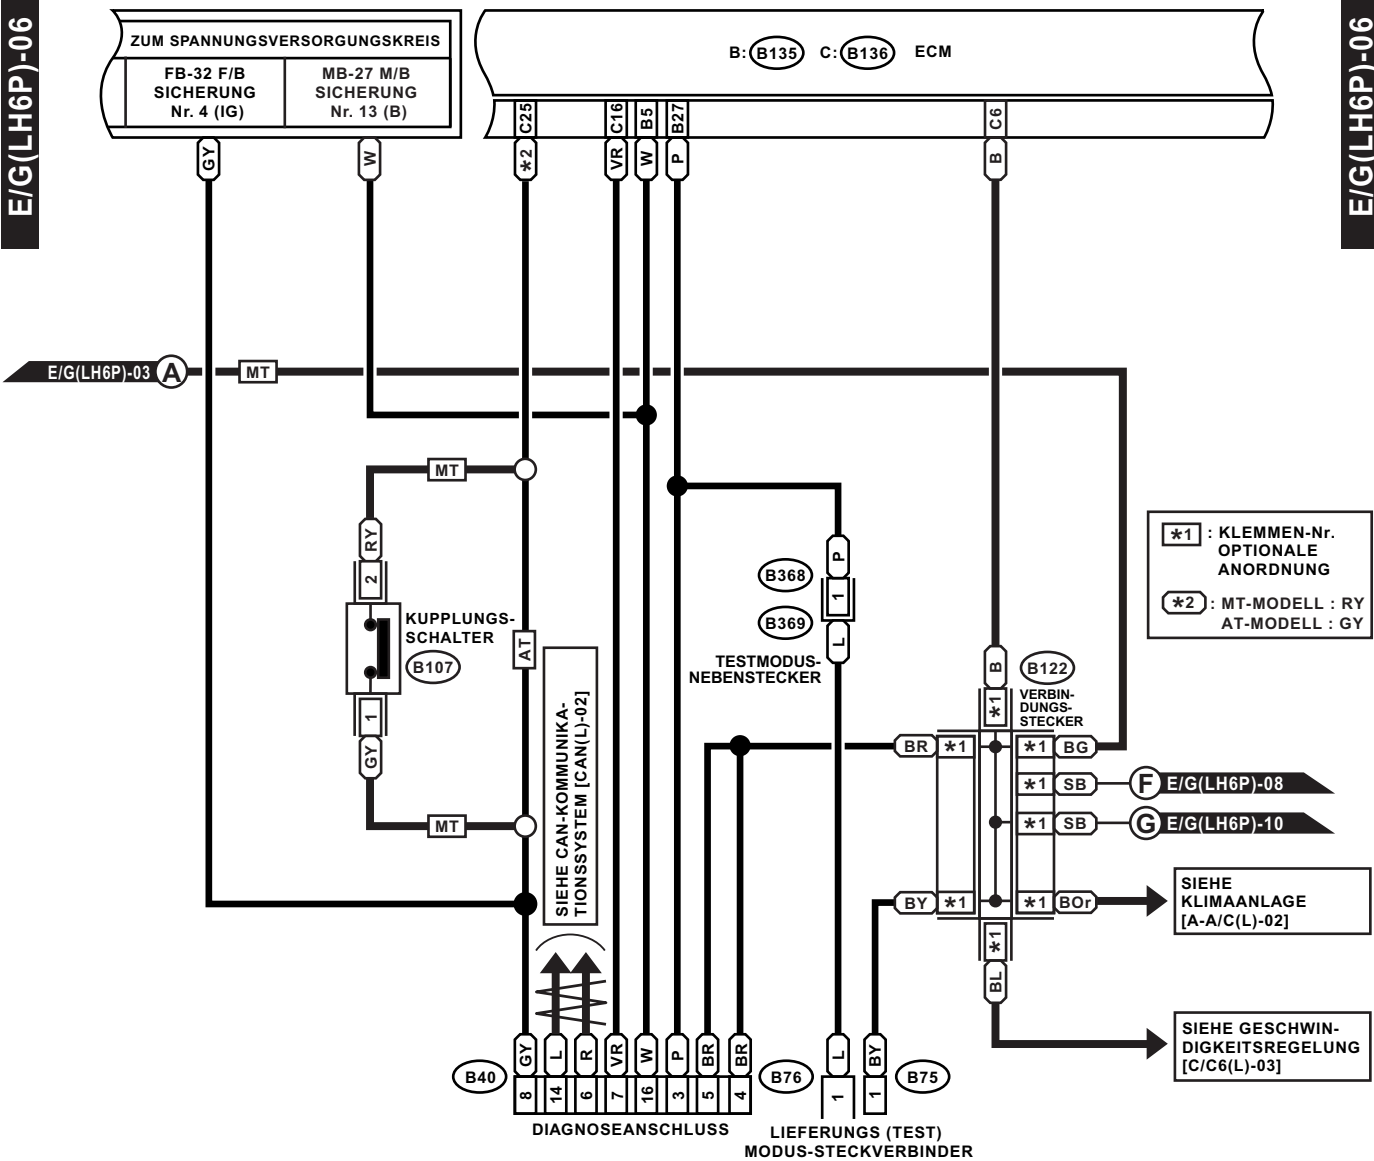 E/G(LH6P)-06
E/G(LH6P)-06
ZUM SPANNUNGSVERSORGUNGSKREIS
FB-32 F/B
SICHERUNG
Nr. 4 (IG)
MB-27 M/B
SICHERUNG
Nr. 13 (B)
B: B135 C: B136 ECM
C25
C16
B5
B27
C6
GY
W
*2
VR
W
P
B
E/G(LH6P)-03 A MT
MT
RY
2
KUPPLUNGS-
SCHALTER
B107
1
GY
MT
AT
SIEHE CAN-KOMMUNIKA-
TIONSSYSTEM [CAN(L)-02]
P
B368
1
B369
L
TESTMODUS-
NEBENSTECKER
*1 : KLEMMEN-Nr.
OPTIONALE
ANORDNUNG
*2 : MT-MODELL : RY
AT-MODELL : GY
B
B122
*1
VERBIN-
DUNGS-
STECKER
BR *1
*1 BG
*1 SB F E/G(LH6P)-08
*1 SB G E/G(LH6P)-10
BY *1
*1 BOr
SIEHE
KLIMAANLAGE
[A-A/C(L)-02]
*1
BL
SIEHE GESCHWIN-
DIGKEITSREGELUNG
[C/C6(L)-03]
GY L R VR W P BR BR
L
BY
B40
8 14 6 7 16 3 5 4
B76
1
1
B75
DIAGNOSEANSCHLUSS
LIEFERUNGS (TEST)
MODUS-STECKVERBINDER